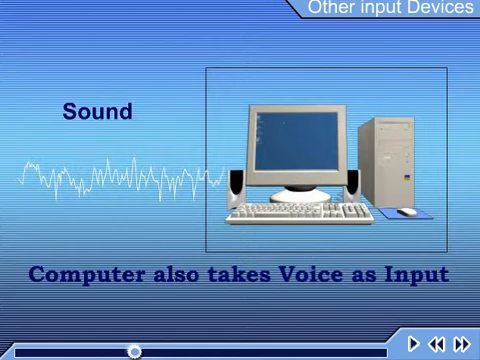 Other input Devices
Sound
Computer also takes Voice as Input